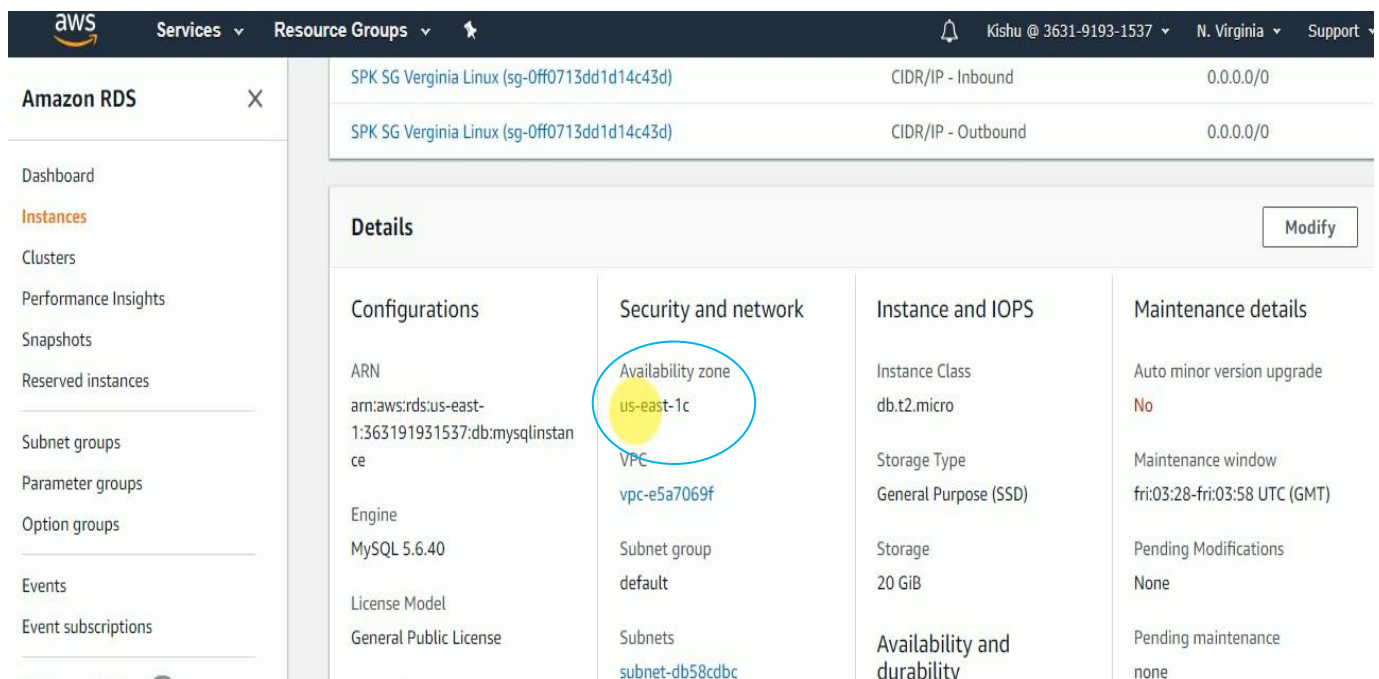 aws
Services
Resource Groups
Kishu @ 3631-9193-1537
N. Virginia
Support
Amazon RDS
Dashboard
Instances
Clusters
Performance Insights
Snapshots
Reserved instances
Subnet groups
Parameter groups
Option groups
Events
Event subscriptions
SPK SG Verginia Linux (sg-0ff0713dd1d14c43d)
CIDR/IP - Inbound
0.0.0.0/0
SPK SG Verginia Linux (sg-0ff0713dd1d14c43d)
CIDR/IP - Outbound
0.0.0.0/0
Details
Modify
Configurations
ARN
arn:aws:rds:us-east-
1:363191931537:db:mysqlinstan
ce
Engine
MySQL 5.6.40
License Model
General Public License
Security and network
Availability zone
us-east-1c
VPC
vpc-e5a7069f
Subnet group
default
Subnets
subnet-db58cdbc
Instance and IOPS
Instance Class
db.t2.micro
Storage Type
General Purpose (SSD)
Storage
20 GiB
Availability and
durability
Maintenance details
Auto minor version upgrade
No
Maintenance window
fri:03:28-fri:03:58 UTC (GMT)
Pending Modifications
None
Pending maintenance
none